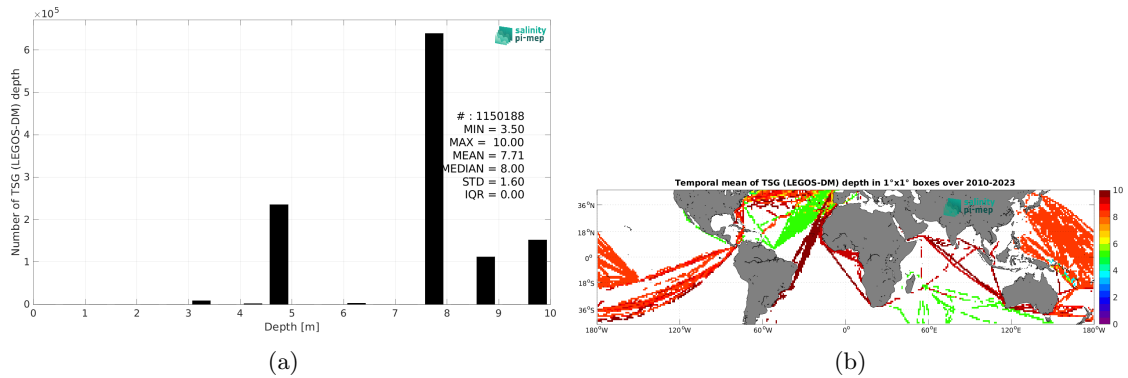 ×10⁵
6
5
4
3
2
1
0
Number of TSG (LEGOS-DM) depth
salinity
pi-mep
# : 1150188
MIN = 3.50
MAX = 10.00
MEAN = 7.71
MEDIAN = 8.00
STD = 1.60
IQR = 0.00
0 1 2 3 4 5 6 7 8 9 10
Depth [m]
(a)
Temporal mean of TSG (LEGOS-DM) depth in 1°x1° boxes over 2010-2023
salinity
pi-mep
36°N
18°N
0°
18°S
36°S
180°W 120°W 60°W 0° 60°E 120°E 180°W
10
8
6
4
2
0
(b)